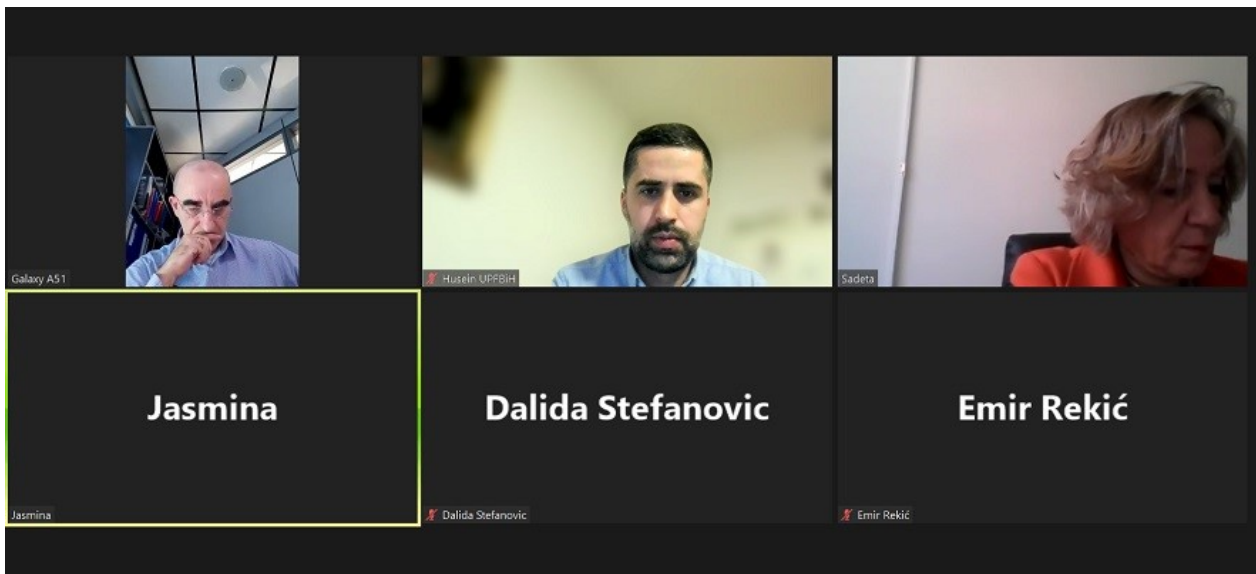 Galaxy A51
Husein UPFBiH
Sadeta
Jasmina
Dalida Stefanovic
Emir Rekić
Jasmina
Dalida Stefanovic
Emir Rekić